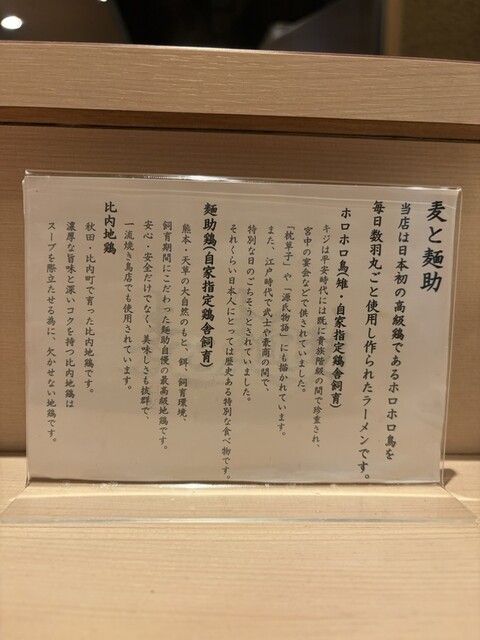 麦と麺助
当店は日本初の高級鶏であるホロホロ鳥を
毎日数羽丸ごと使用し作られたラーメンです。
ホロホロ鳥雉・自家指定鶏舎飼育)
キジは平安時代には既に貴族階級の間で珍重され、
宮中の宴会などで供されていました。
「枕草子」や「源氏物語」にも描かれています。
また、江戸時代で武士や豪商の間で、
特別な日のごちそうとされていました。
それくらい日本人にとっては歴史ある特別な食べ物です。
麺助鶏(自家指定鶏舎飼育)
熊本・天草の大自然のもと、餌、飼育環境、
飼育期間にこだわった麺助自慢の最高級地鶏です。
安心・安全だけでなく、美味しさも抜群で、
一流焼き鳥店でも使用されています。
比内地鶏
秋田・比内町で育った比内地鶏です。
濃厚な旨味と深いコクを持つ比内地鶏は
スープを際立たせる為に、欠かせない地鶏です。